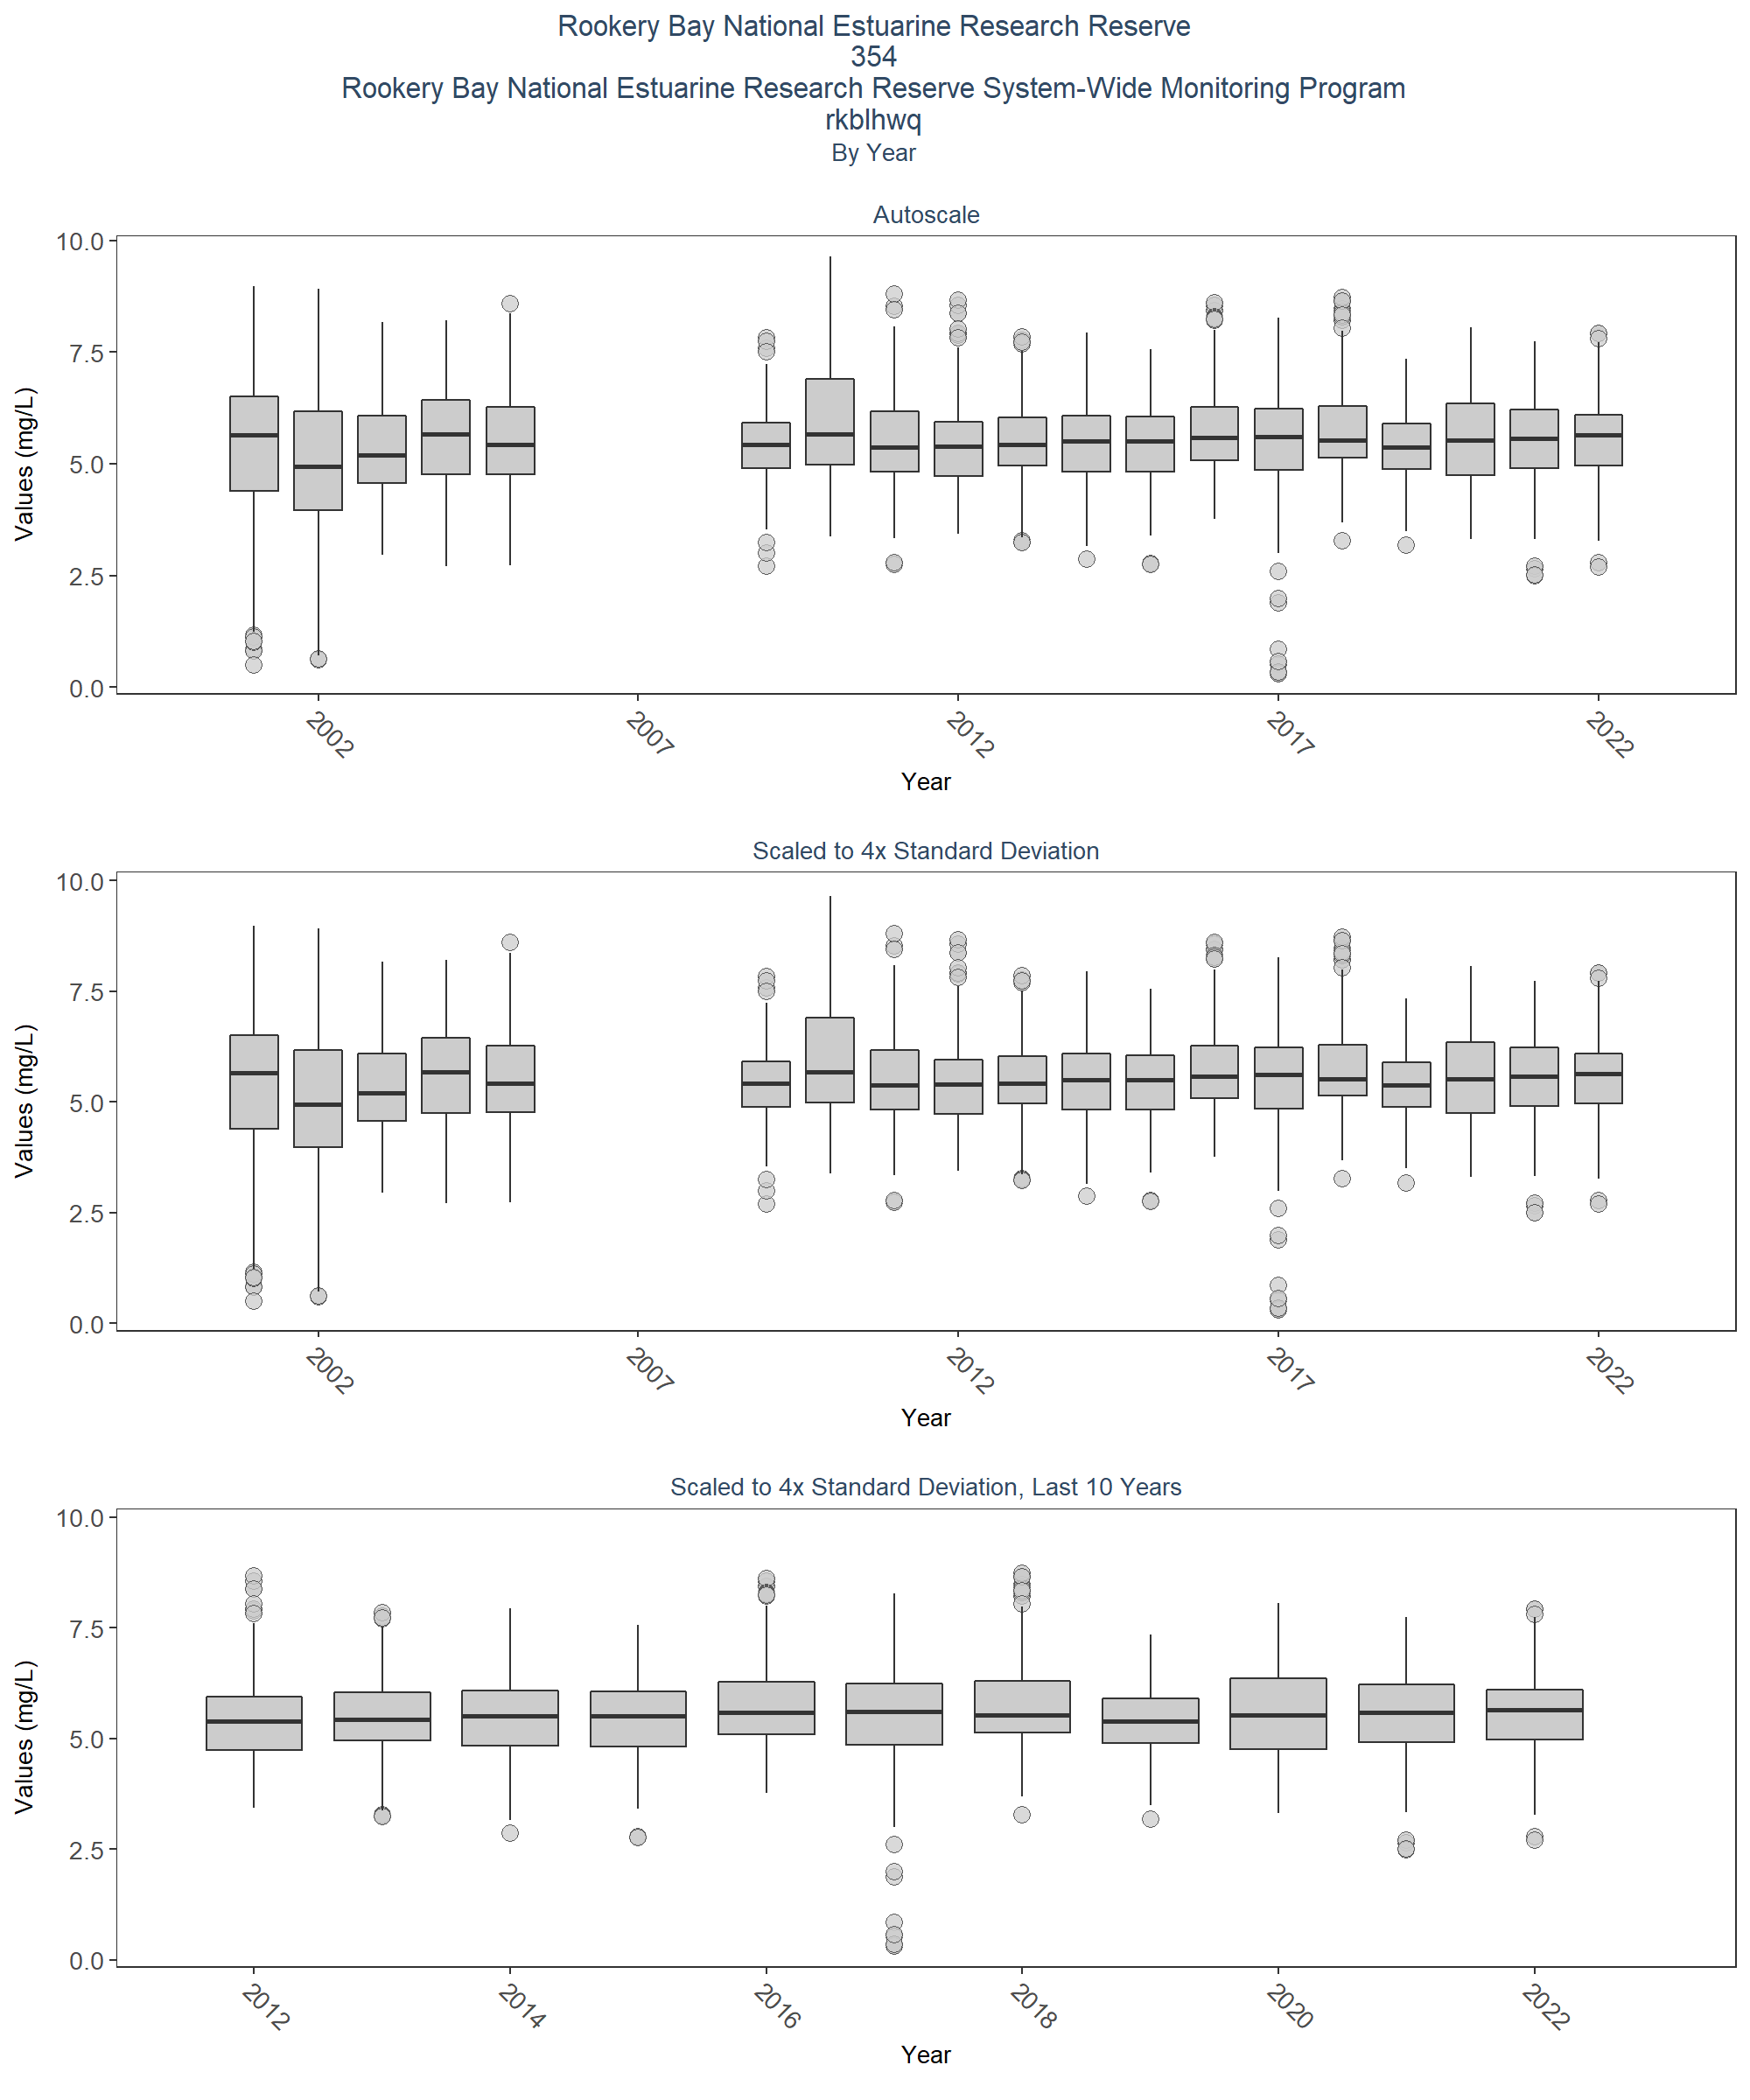 Rookery Bay National Estuarine Research Reserve
354
Rookery Bay National Estuarine Research Reserve System-Wide Monitoring Program
rkblhwq
By Year
Autoscale
Values (mg/L)
10.0
7.5
5.0
2.5
0.0
2002 2007 2012 2017 2022
Year
Scaled to 4x Standard Deviation
Values (mg/L)
10.0
7.5
5.0
2.5
0.0
2002 2007 2012 2017 2022
Year
Scaled to 4x Standard Deviation, Last 10 Years
Values (mg/L)
10.0
7.5
5.0
2.5
0.0
2012 2014 2016 2018 2020 2022
Year